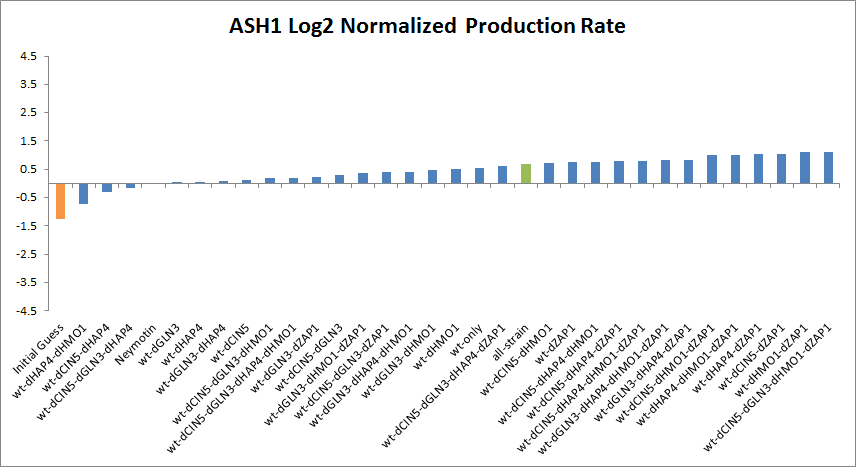 ASH1 Log2 Normalized Production Rate
4.5
3.5
2.5
1.5
0.5
-0.5
-1.5
-2.5
-3.5
-4.5
Initial Guess
wt-dHAP4-dHMO1
wt-dCIN5-dHAP4
wt-dCIN5-dGLN3-dHAP4
Neymotin
wt-dGLN3
wt-dHAP4
wt-dGLN3-dHAP4
wt-dCIN5
wt-dCIN5-dGLN3-dHMO1
wt-dCIN5-dGLN3-dHAP4-dHMO1
wt-dGLN3-dZAP1
wt-dCIN5-dGLN3
wt-dGLN3-dHMO1-dZAP1
wt-dCIN5-dGLN3-dZAP1
wt-dGLN3-dHAP4-dHMO1
wt-dGLN3-dHMO1
wt-dHMO1
wt-only
wt-dCIN5-dGLN3-dHAP4-dZAP1
all-strain
wt-dCIN5-dHMO1
wt-dZAP1
wt-dCIN5-dHAP4-dHMO1
wt-dCIN5-dHAP4-dZAP1
wt-dCIN5-dHAP4-dHMO1-dZAP1
wt-dGLN3-dHAP4-dHMO1-dZAP1
wt-dGLN3-dHAP4-dZAP1
wt-dCIN5-dHMO1-dZAP1
wt-dHAP4-dHMO1-dZAP1
wt-dHAP4-dZAP1
wt-dCIN5-dZAP1
wt-dHMO1-dZAP1
wt-dCIN5-dGLN3-dHMO1-dZAP1